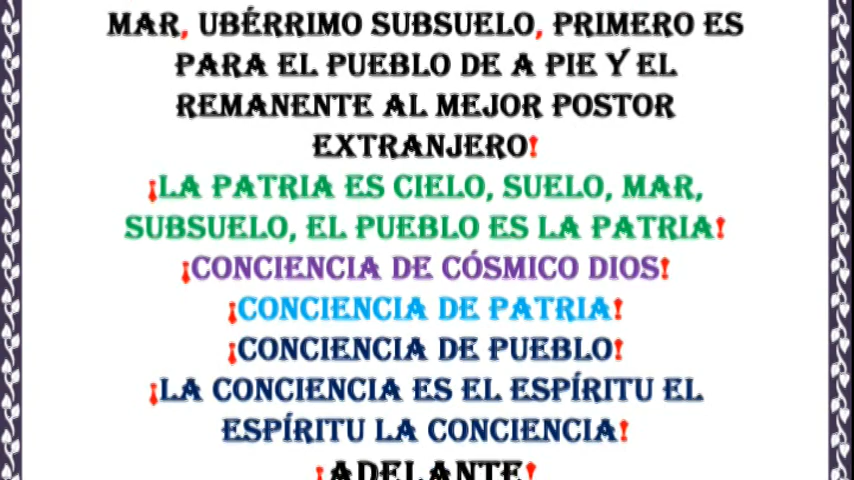 MAR, UBÉRRIMO SUBSUELO, PRIMERO ES
PARA EL PUEBLO DE A PIE Y EL
REMANENTE AL MEJOR POSTOR
EXTRANJERO!
¡LA PATRIA ES CIELO, SUELO, MAR,
SUBSUELO, EL PUEBLO ES LA PATRIA!
¡CONCIENCIA DE CÓSMICO DIOS!
¡CONCIENCIA DE PATRIA!
¡CONCIENCIA DE PUEBLO!
¡LA CONCIENCIA ES EL ESPÍRITU EL
ESPÍRITU LA CONCIENCIA!
¡ADELANTE!